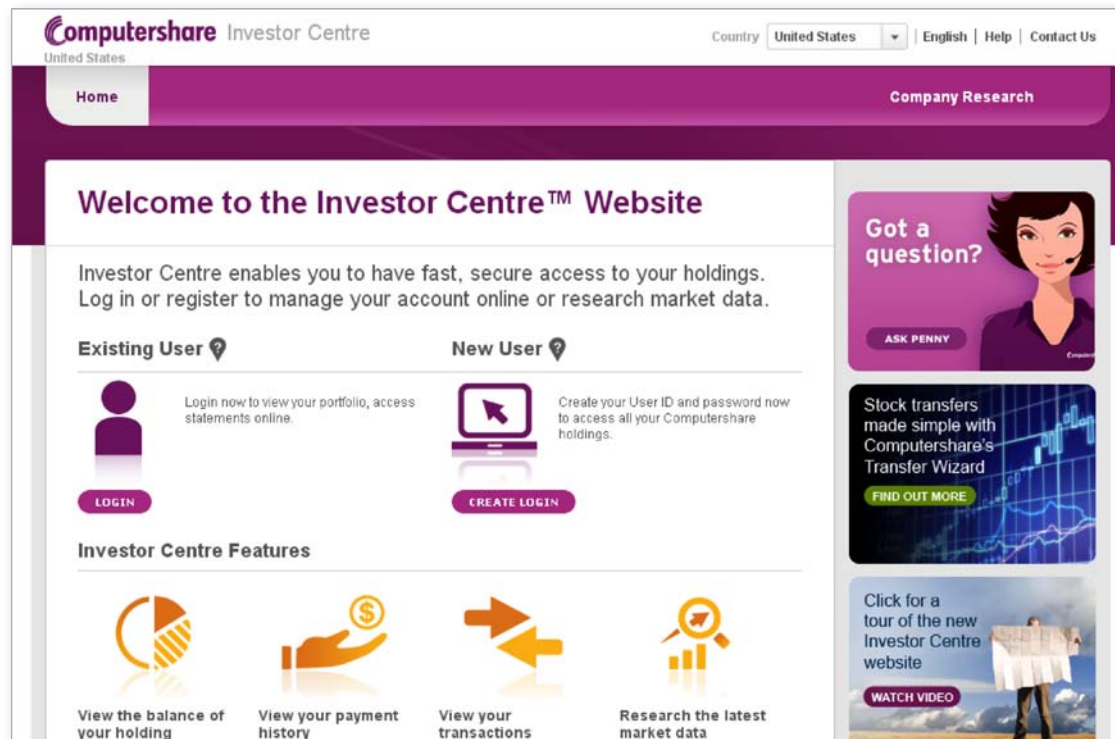 Computershare Investor Centre
United States
Country United States | English | Help | Contact Us
Home
Company Research
Welcome to the Investor Centre™ Website
Investor Centre enables you to have fast, secure access to your holdings.
Log in or register to manage your account online or research market data.
Existing User ?
Login now to view your portfolio, access
statements online.
LOGIN
New User ?
Create your User ID and password now
to access all your Computershare
holdings.
CREATE LOGIN
Investor Centre Features
$
View the balance of
your holding
View your payment
history
View your
transactions
Research the latest
market data
Got a
question?
ASK PENNY
Stock transfers
made simple with
Computershare's
Transfer Wizard
FIND OUT MORE
Click for a
tour of the new
Investor Centre
website
WATCH VIDEO